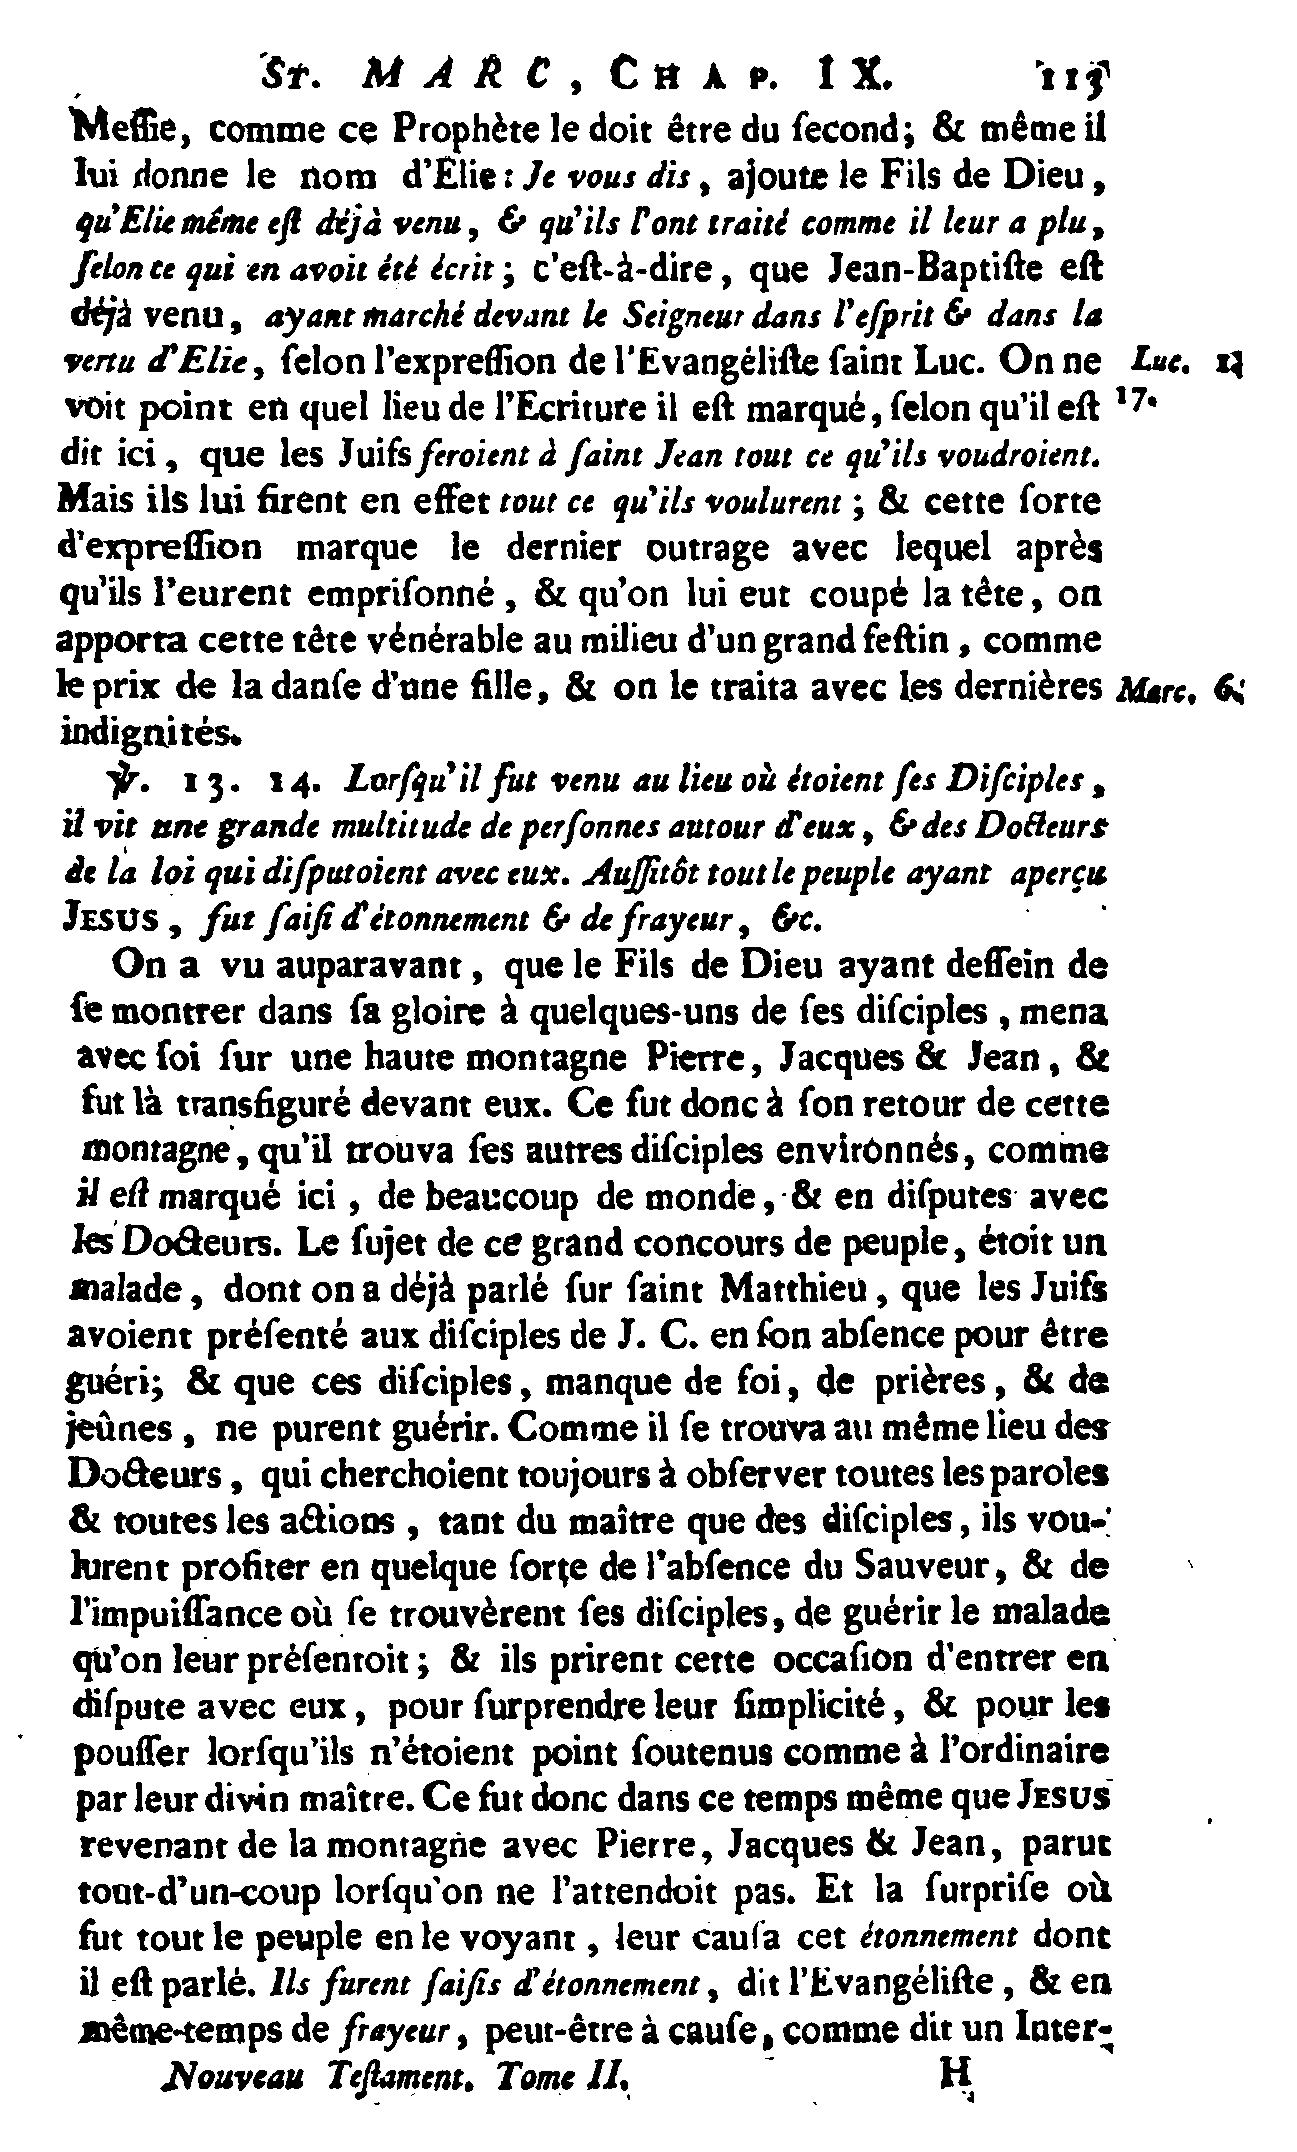 St. MARC, CHAP. IX. 113
Meſſie, comme ce Prophète le doit être du ſecond; & même il
lui donne le nom d'Elie: Je vous dis, ajoute le Fils de Dieu,
qu'Elie même eſt déjà venu, & qu'ils l'ont traité comme il leur a plu,
ſelon ce qui en avoit été écrit; c'eſt-à-dire, que Jean-Baptiſte eſt
déjà venu, ayant marché devant le Seigneur dans l'eſprit & dans la
vertu d'Elie, ſelon l'expreſſion de l'Evangéliſte ſaint Luc. On ne Luc. 1.
voit point en quel lieu de l'Ecriture il eſt marqué, ſelon qu'il eſt 17.
dit ici, que les Juifs feroient à ſaint Jean tout ce qu'ils voudroient.
Mais ils lui firent en effet tout ce qu'ils voulurent; & cette ſorte
d'expreſſion marque le dernier outrage avec lequel après
qu'ils l'eurent empriſonné, & qu'on lui eut coupé la tête, on
apporta cette tête vénérable au milieu d'un grand feſtin, comme
le prix de la danſe d'une fille, & on le traita avec les dernières Marc. 6.
indignités.
℣. 13. 14. Lorſqu'il fut venu au lieu où étoient ſes Diſciples,
il vit une grande multitude de perſonnes autour d'eux, & des Docteurs
de la loi qui diſputoient avec eux. Auſſitôt tout le peuple ayant aperçu
JESUS, fut ſaiſi d'étonnement & de frayeur, &c.
On a vu auparavant, que le Fils de Dieu ayant deſſein de
ſe montrer dans ſa gloire à quelques-uns de ſes diſciples, mena
avec ſoi ſur une haute montagne Pierre, Jacques & Jean, &
fut là transfiguré devant eux. Ce fut donc à ſon retour de cette
montagne, qu'il trouva ſes autres diſciples environnés, comme
il eſt marqué ici, de beaucoup de monde, & en diſputes avec
les Docteurs. Le ſujet de ce grand concours de peuple, étoit un
malade, dont on a déjà parlé ſur ſaint Matthieu, que les Juifs
avoient préſenté aux diſciples de J. C. en ſon abſence pour être
guéri; & que ces diſciples, manque de foi, de prières, & de
jeûnes, ne purent guérir. Comme il ſe trouva au même lieu des
Docteurs, qui cherchoient toujours à obſerver toutes les paroles
& toutes les actions, tant du maître que des diſciples, ils vou-
lurent profiter en quelque ſorte de l'abſence du Sauveur, & de
l'impuiſſance où ſe trouvèrent ſes diſciples, de guérir le malade
qu'on leur préſentoit; & ils prirent cette occaſion d'entrer en
diſpute avec eux, pour ſurprendre leur ſimplicité, & pour les
pouſſer lorſqu'ils n'étoient point ſoutenus comme à l'ordinaire
par leur divin maître. Ce fut donc dans ce temps même que JESUS
revenant de la montagne avec Pierre, Jacques & Jean, parut
tout-d'un-coup lorſqu'on ne l'attendoit pas. Et la ſurpriſe où
fut tout le peuple en le voyant, leur cauſa cet étonnement dont
il eſt parlé. Ils furent ſaiſis d'étonnement, dit l'Evangéliſte, & en
même-temps de frayeur, peut-être à cauſe, comme dit un Inter-
Nouveau Teſtament. Tome II. H